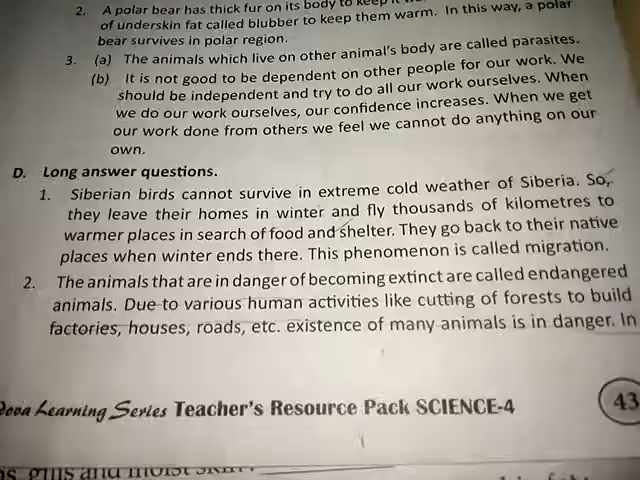 2. A polar bear has thick fur on its body to keep it
of underskin fat called blubber to keep them warm. In this way, a polar
bear survives in polar region.
3. (a) The animals which live on other animal's body are called parasites.
(b) It is not good to be dependent on other people for our work. We
should be independent and try to do all our work ourselves. When
we do our work ourselves, our confidence increases. When we get
our work done from others we feel we cannot do anything on our
own.
D. Long answer questions.
1. Siberian birds cannot survive in extreme cold weather of Siberia. So,
they leave their homes in winter and fly thousands of kilometres to
warmer places in search of food and shelter. They go back to their native
places when winter ends there. This phenomenon is called migration.
2. The animals that are in danger of becoming extinct are called endangered
animals. Due to various human activities like cutting of forests to build
factories, houses, roads, etc. existence of many animals is in danger. In
Learning Series Teacher's Resource Pack SCIENCE-4
43
gills and moist skin